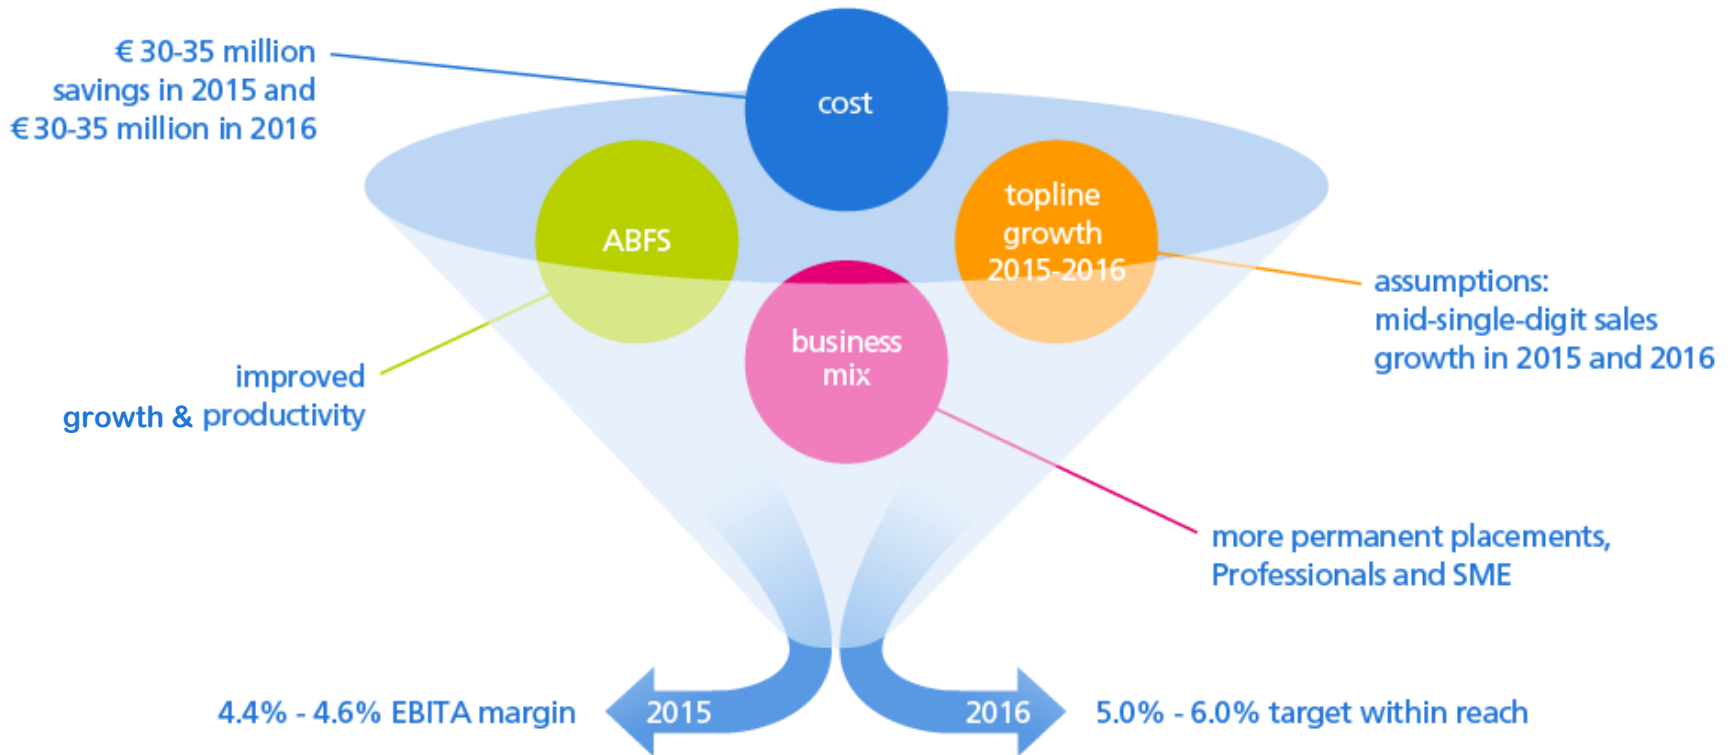 € 30-35 million
savings in 2015 and
€ 30-35 million in 2016
cost
ABFS
topline
growth
2015-2016
business
mix
assumptions:
mid-single-digit sales
growth in 2015 and 2016
improved
growth & productivity
more permanent placements,
Professionals and SME
4.4% - 4.6% EBITA margin
2015
2016
5.0% - 6.0% target within reach